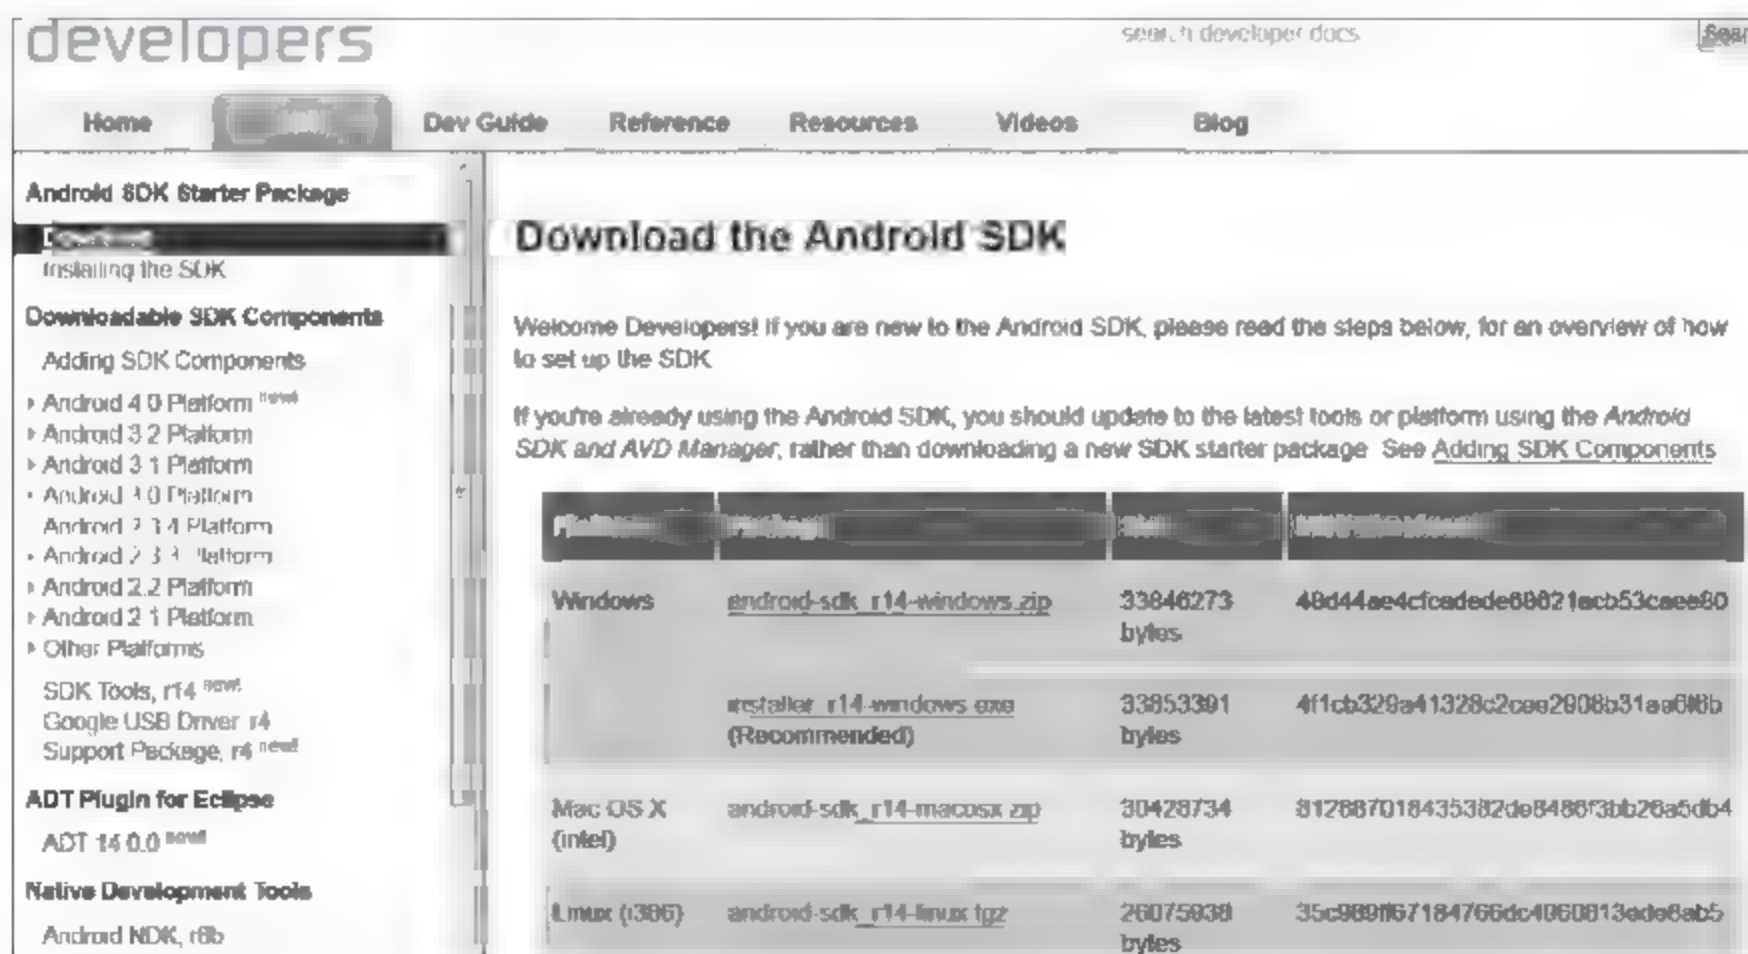 developers
search developer docs
Home Dev Guide Reference Resources Videos Blog
Android SDK Starter Package
Download
Installing the SDK
Downloadable SDK Components
Adding SDK Components
Android 4.0 Platform new!
Android 3.2 Platform
Android 3.1 Platform
Android 3.0 Platform
Android 2.3.4 Platform
Android 2.3.3 Platform
Android 2.2 Platform
Android 2.1 Platform
Other Platforms
SDK Tools, r14 new!
Google USB Driver, r4
Support Package, r4 new!
ADT Plugin for Eclipse
ADT 14.0.0 new!
Native Development Tools
Android NDK, r6b
Download the Android SDK
Welcome Developers! If you are new to the Android SDK, please read the steps below, for an overview of how
to set up the SDK.
If you're already using the Android SDK, you should update to the latest tools or platform using the Android
SDK and AVD Manager, rather than downloading a new SDK starter package. See Adding SDK Components
Windows android-sdk_r14-windows.zip 33846273
bytes
installer_r14-windows.exe 33853391
(Recommended) bytes
Mac OS X android-sdk_r14-macosx.zip 30428734
(intel) bytes
Linux (i386) android-sdk_r14-linux.tgz 26075938
bytes